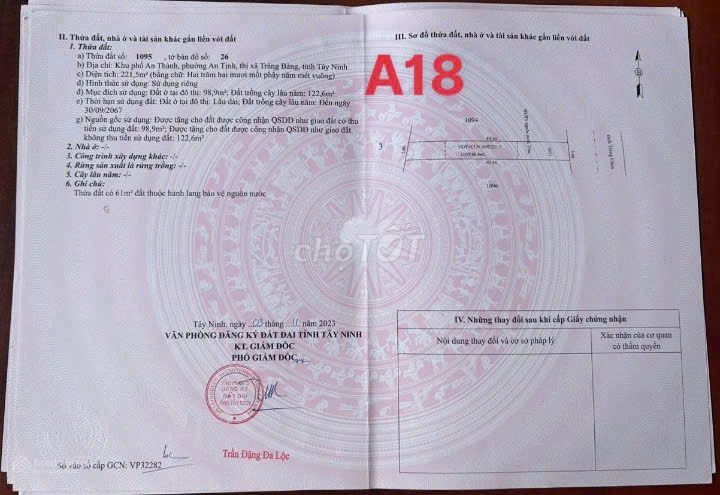 II. Thửa đất, nhà ở và tài sản khác gắn liền với đất
1. Thửa đất:
a) Thửa đất số: 1095, tờ bản đồ số: 26
b) Địa chỉ: Khu phố An Thành, phường An Tịnh, thị xã Trảng Bàng, tỉnh Tây Ninh
c) Diện tích: 221,5m² (bằng chữ: Hai trăm hai mươi mốt phẩy năm mét vuông)
d) Hình thức sử dụng: Sử dụng riêng
đ) Mục đích sử dụng: Đất ở tại đô thị: 98,9m²; Đất trồng cây lâu năm: 122,6m²
e) Thời hạn sử dụng đất: Đất ở tại đô thị: Lâu dài; Đất trồng cây lâu năm: Đến ngày
30/09/2067
g) Nguồn gốc sử dụng: Được tặng cho đất được công nhận QSDĐ như giao đất có thu
tiền sử dụng đất: 98,9m²; Được tặng cho đất được công nhận QSDĐ như giao đất
không thu tiền sử dụng đất: 122,6m²
2. Nhà ở: -/-
3. Công trình xây dựng khác: -/-
4. Rừng sản xuất là rừng trồng: -/-
5. Cây lâu năm: -/-
6. Ghi chú:
Thửa đất có 61m² đất thuộc hành lang bảo vệ nguồn nước
Tây Ninh, ngày 03 tháng 11 năm 2023
VĂN PHÒNG ĐĂNG KÝ ĐẤT ĐAI TỈNH TÂY NINH
KT. GIÁM ĐỐC
PHÓ GIÁM ĐỐC
VĂN PHÒNG
ĐĂNG KÝ
ĐẤT ĐAI
Trần Đặng Đa Lộc
Số vào sổ cấp GCN: VP32282
III. Sơ đồ thửa đất, nhà ở và tài sản khác gắn liền với đất
A18
B
1094
3
1096
chợTỐT
IV. Những thay đổi sau khi cấp Giấy chứng nhận
Nội dung thay đổi và cơ sở pháp lý
Xác nhận của cơ quan
có thẩm quyền